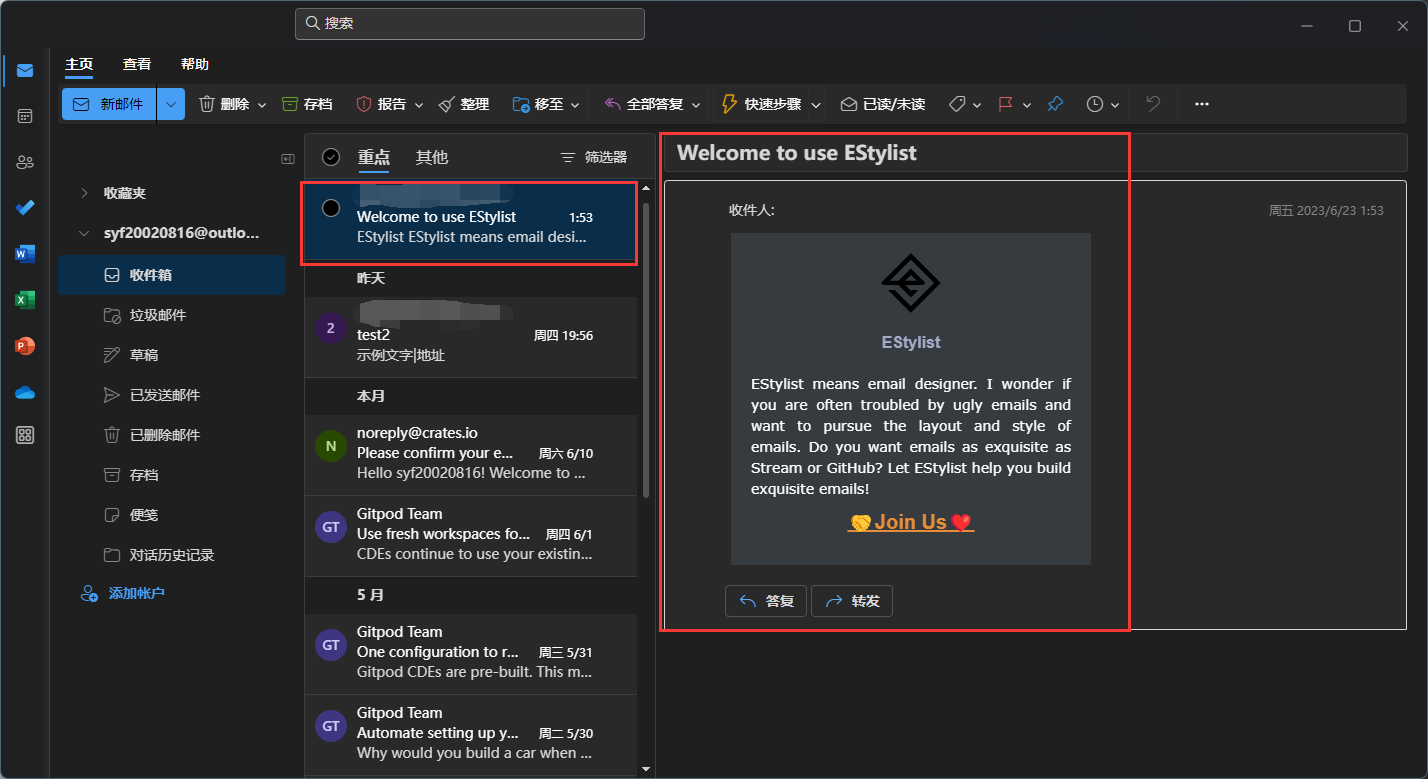 搜索
主页 查看 帮助
新邮件 删除 存档 报告 整理 移至 全部答复 快速步骤 已读/未读
收藏夹
syf20020816@outlo...
收件箱
垃圾邮件
草稿
已发送邮件
已删除邮件
存档
便笺
对话历史记录
添加帐户
重点 其他 筛选器
Welcome to use EStylist 1:53
EStylist EStylist means email desi...
昨天
2
test2 周四 19:56
示例文字|地址
本月
N
noreply@crates.io
Please confirm your e... 周六 6/10
Hello syf20020816! Welcome to ...
GT
Gitpod Team
Use fresh workspaces fo... 周四 6/1
CDEs continue to use your existin...
5 月
GT
Gitpod Team
One configuration to r... 周三 5/31
Gitpod CDEs are pre-built. This m...
GT
Gitpod Team
Automate setting up y... 周二 5/30
Why would you build a car when ...
Welcome to use EStylist
收件人:
周五 2023/6/23 1:53
EStylist
EStylist means email designer. I wonder if
you are often troubled by ugly emails and
want to pursue the layout and style of
emails. Do you want emails as exquisite as
Stream or GitHub? Let EStylist help you build
exquisite emails!
🤝Join Us❤️
答复 转发